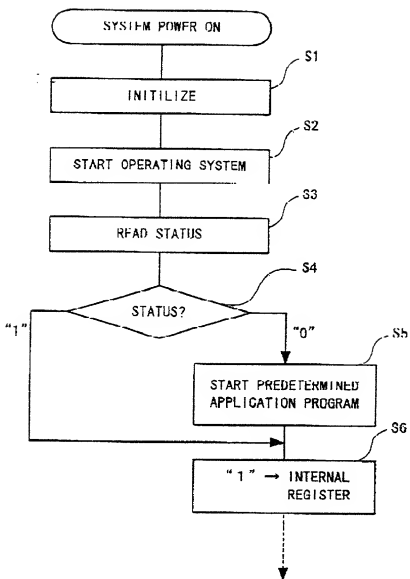 SYSTEM POWER ON
S1
INITILIZE
S2
START OPERATING SYSTEM
S3
READ STATUS
S4
STATUS?
"1"
"0"
S5
START PREDETERMINED
APPLICATION PROGRAM
S6
"1" → INTERNAL
REGISTER